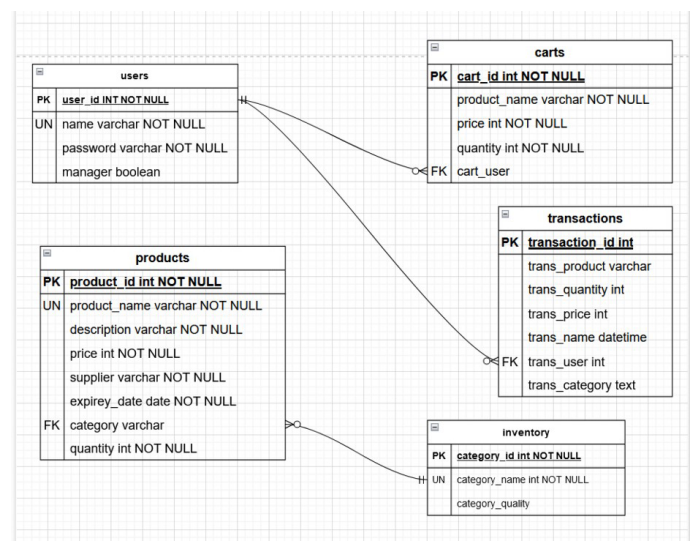 users
PK user_id INT NOT NULL
UN name varchar NOT NULL
password varchar NOT NULL
manager boolean
carts
PK cart_id int NOT NULL
product_name varchar NOT NULL
price int NOT NULL
quantity int NOT NULL
FK cart_user
transactions
PK transaction_id int
trans_product varchar
trans_quantity int
trans_price int
trans_name datetime
FK trans_user int
trans_category text
products
PK product_id int NOT NULL
UN product_name varchar NOT NULL
description varchar NOT NULL
price int NOT NULL
supplier varchar NOT NULL
expirey_date date NOT NULL
FK category varchar
quantity int NOT NULL
inventory
PK category_id int NOT NULL
UN category_name int NOT NULL
category_quality